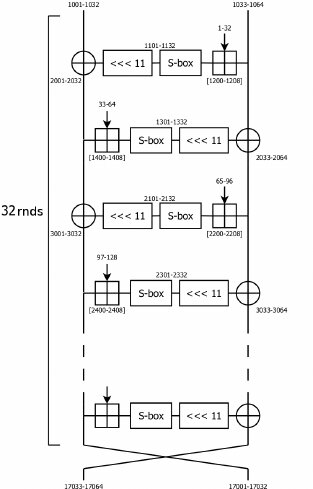 1001-1032 1033-1064
1101-1132 1-32
<<< 11 S-box
2001-2032 [1200-1208]
33-64 1301-1332
S-box <<< 11
[1400-1408] 2033-2064
65-96
32 rnds
2101-2132
<<< 11 S-box
3001-3032 [2200-2208]
97-128 2301-2332
S-box <<< 11
[2400-2408] 3033-3064
S-box <<< 11
17033-17064 17001-17032